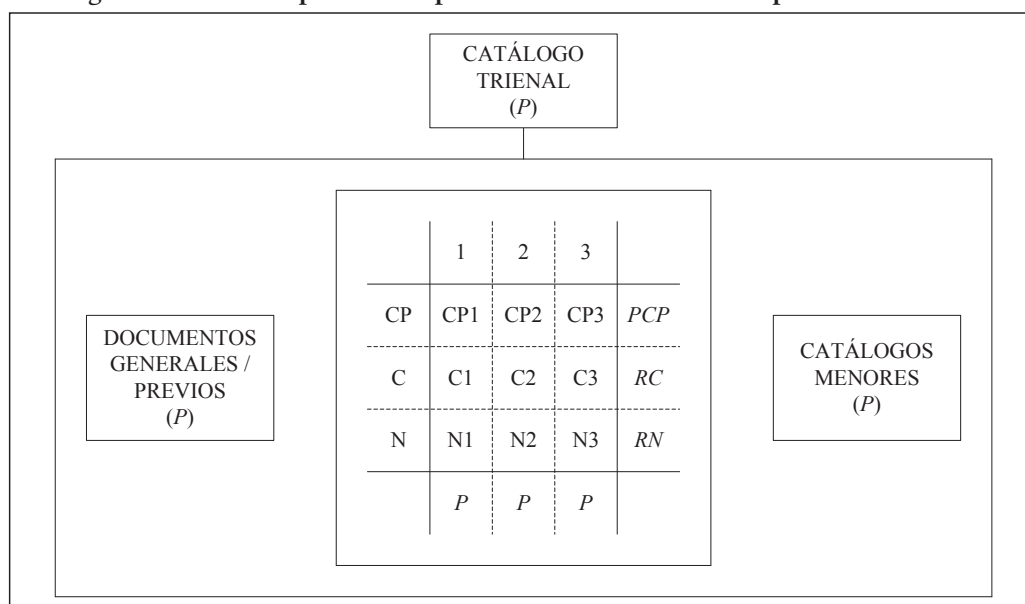 CATÁLOGO
TRIENAL
(P)
1 2 3
CP CP1 CP2 CP3 PCP
C C1 C2 C3 RC
N N1 N2 N3 RN
P P P
DOCUMENTOS
GENERALES /
PREVIOS
(P)
CATÁLOGOS
MENORES
(P)